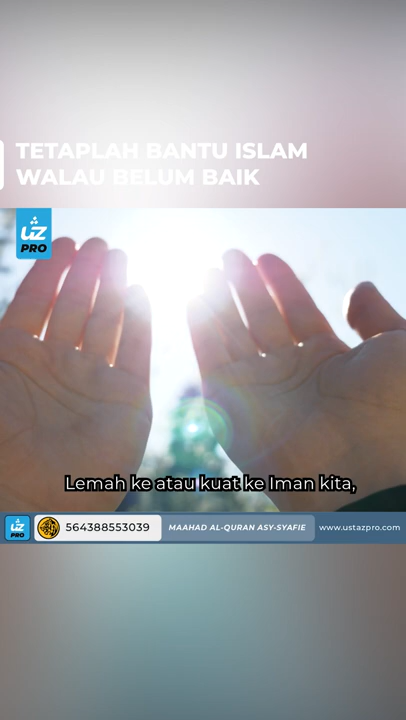 TETAPLAH BANTU ISLAM
WALAU BELUM BAIK
UZ
PRO
Lemah ke atau kuat ke Iman kita,
UZ
PRO
564388553039
MAAHAD AL-QURAN ASY-SYAFIE
www.ustazpro.com